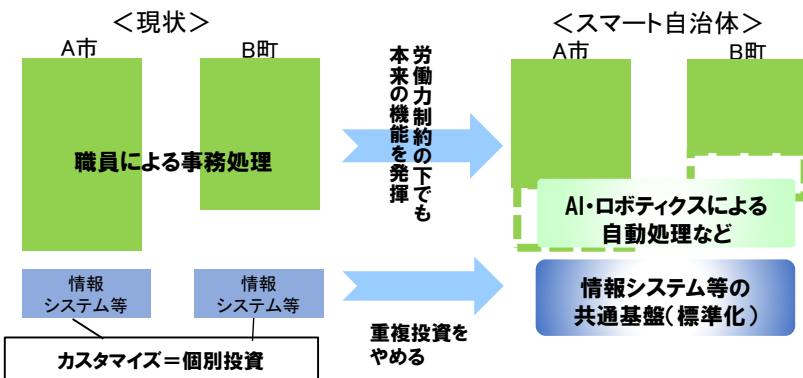 ＜現状＞
A市
B町
職員による事務処理
情報
システム等
情報
システム等
カスタマイズ＝個別投資
労働力制約の下でも
本来の機能を発揮
重複投資を
やめる
＜スマート自治体＞
A市
B町
AI・ロボティクスによる
自動処理など
情報システム等の
共通基盤（標準化）